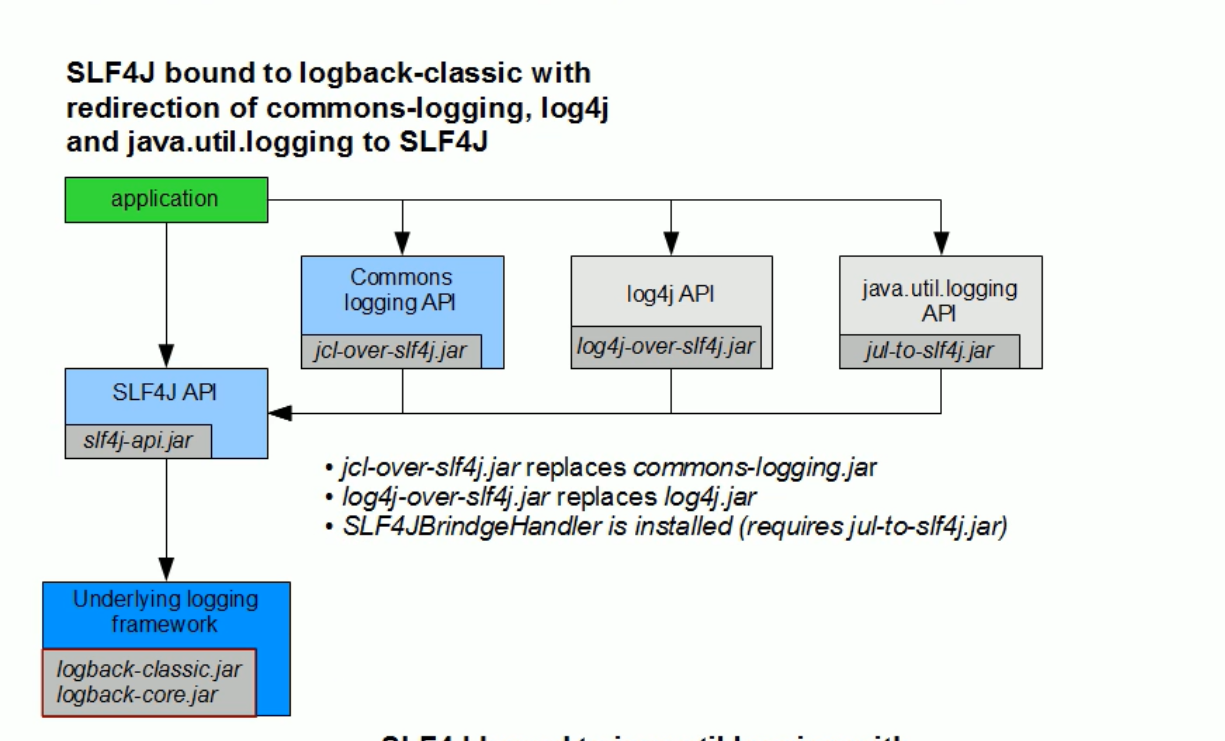 SLF4J bound to logback-classic with
redirection of commons-logging, log4j
and java.util.logging to SLF4J
application
Commons
logging API
jcl-over-slf4j.jar
log4j API
log4j-over-slf4j.jar
java.util.logging
API
jul-to-slf4j.jar
SLF4J API
slf4j-api.jar
• jcl-over-slf4j.jar replaces commons-logging.jar
• log4j-over-slf4j.jar replaces log4j.jar
• SLF4JBrindgeHandler is installed (requires jul-to-slf4j.jar)
Underlying logging
framework
logback-classic.jar
logback-core.jar